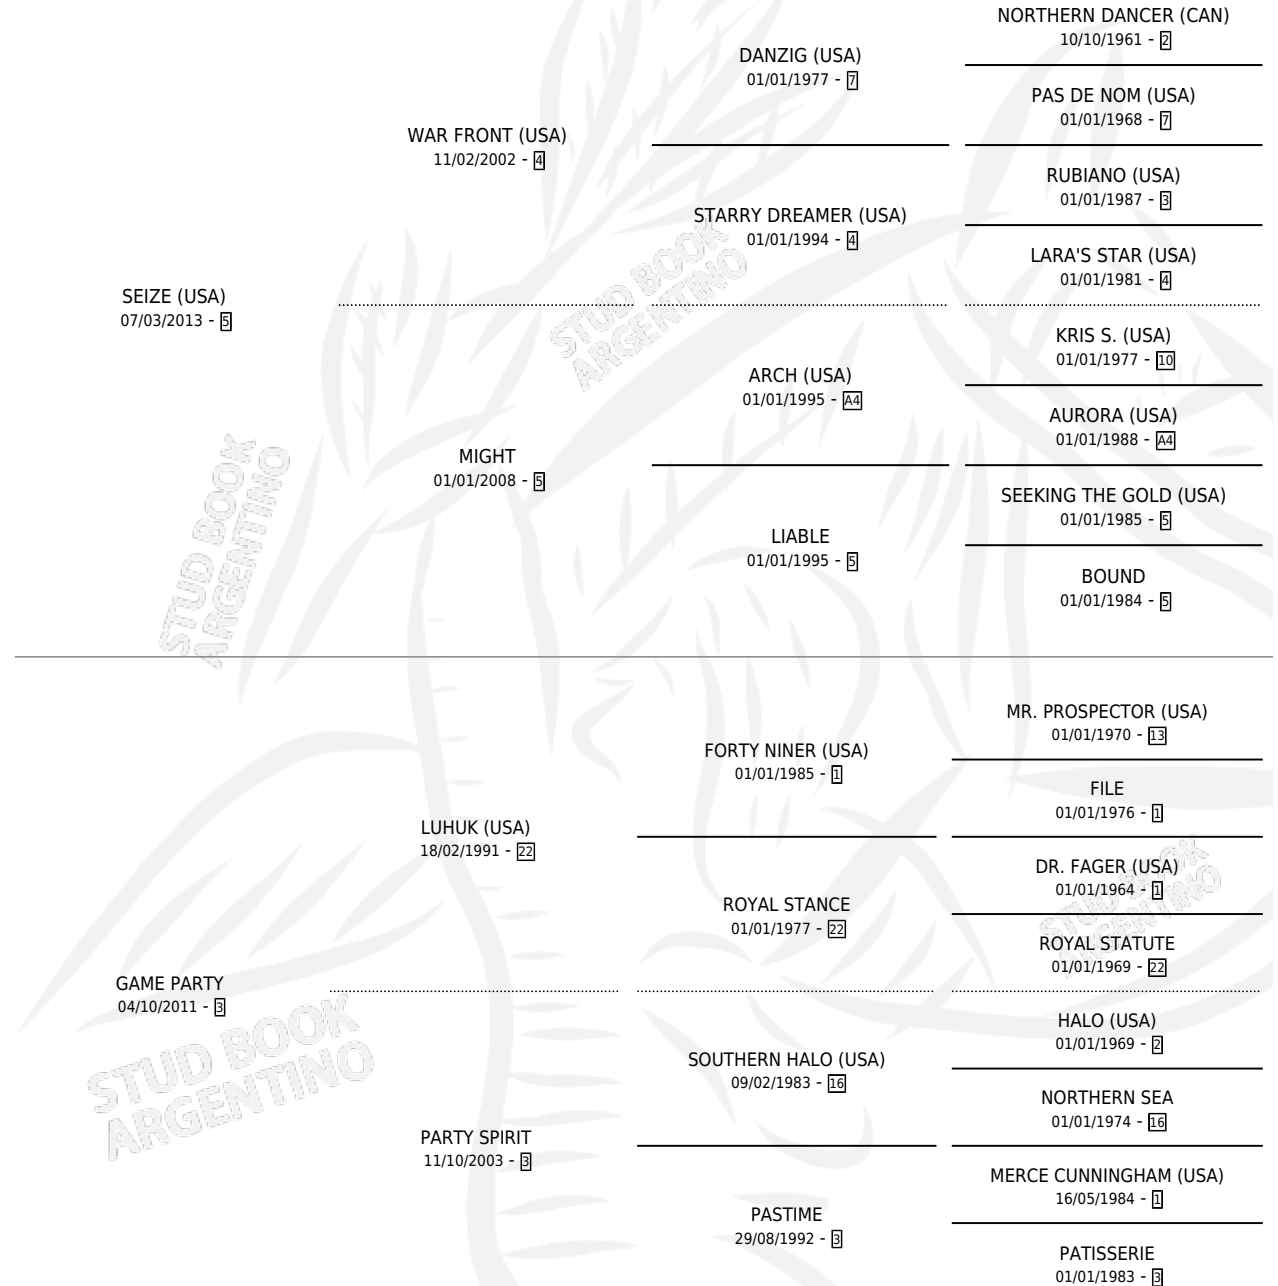 NORTHERN DANCER (CAN)
10/10/1961 - 2
DANZIG (USA)
01/01/1977 - 7
PAS DE NOM (USA)
01/01/1968 - 7
WAR FRONT (USA)
11/02/2002 - 4
RUBIANO (USA)
01/01/1987 - 3
STARRY DREAMER (USA)
01/01/1994 - 4
LARA'S STAR (USA)
01/01/1981 - 4
SEIZE (USA)
07/03/2013 - 5
KRIS S. (USA)
01/01/1977 - 10
ARCH (USA)
01/01/1995 - A4
AURORA (USA)
01/01/1988 - A4
MIGHT
01/01/2008 - 5
SEEKING THE GOLD (USA)
01/01/1985 - 5
LIABLE
01/01/1995 - 5
BOUND
01/01/1984 - 5
MR. PROSPECTOR (USA)
01/01/1970 - 13
FORTY NINER (USA)
01/01/1985 - 1
FILE
01/01/1976 - 1
LUHUK (USA)
18/02/1991 - 22
DR. FAGER (USA)
01/01/1964 - 1
ROYAL STANCE
01/01/1977 - 22
ROYAL STATUTE
01/01/1969 - 22
GAME PARTY
04/10/2011 - 3
HALO (USA)
01/01/1969 - 2
SOUTHERN HALO (USA)
09/02/1983 - 16
NORTHERN SEA
01/01/1974 - 16
PARTY SPIRIT
11/10/2003 - 3
MERCE CUNNINGHAM (USA)
16/05/1984 - 1
PASTIME
29/08/1992 - 3
PATISSERIE
01/01/1983 - 3
STUD BOOK
ARGENTINO
STUD BOOK
ARGENTINO
STUD BOOK
ARGENTINO
STUD BOOK
ARGENTINO